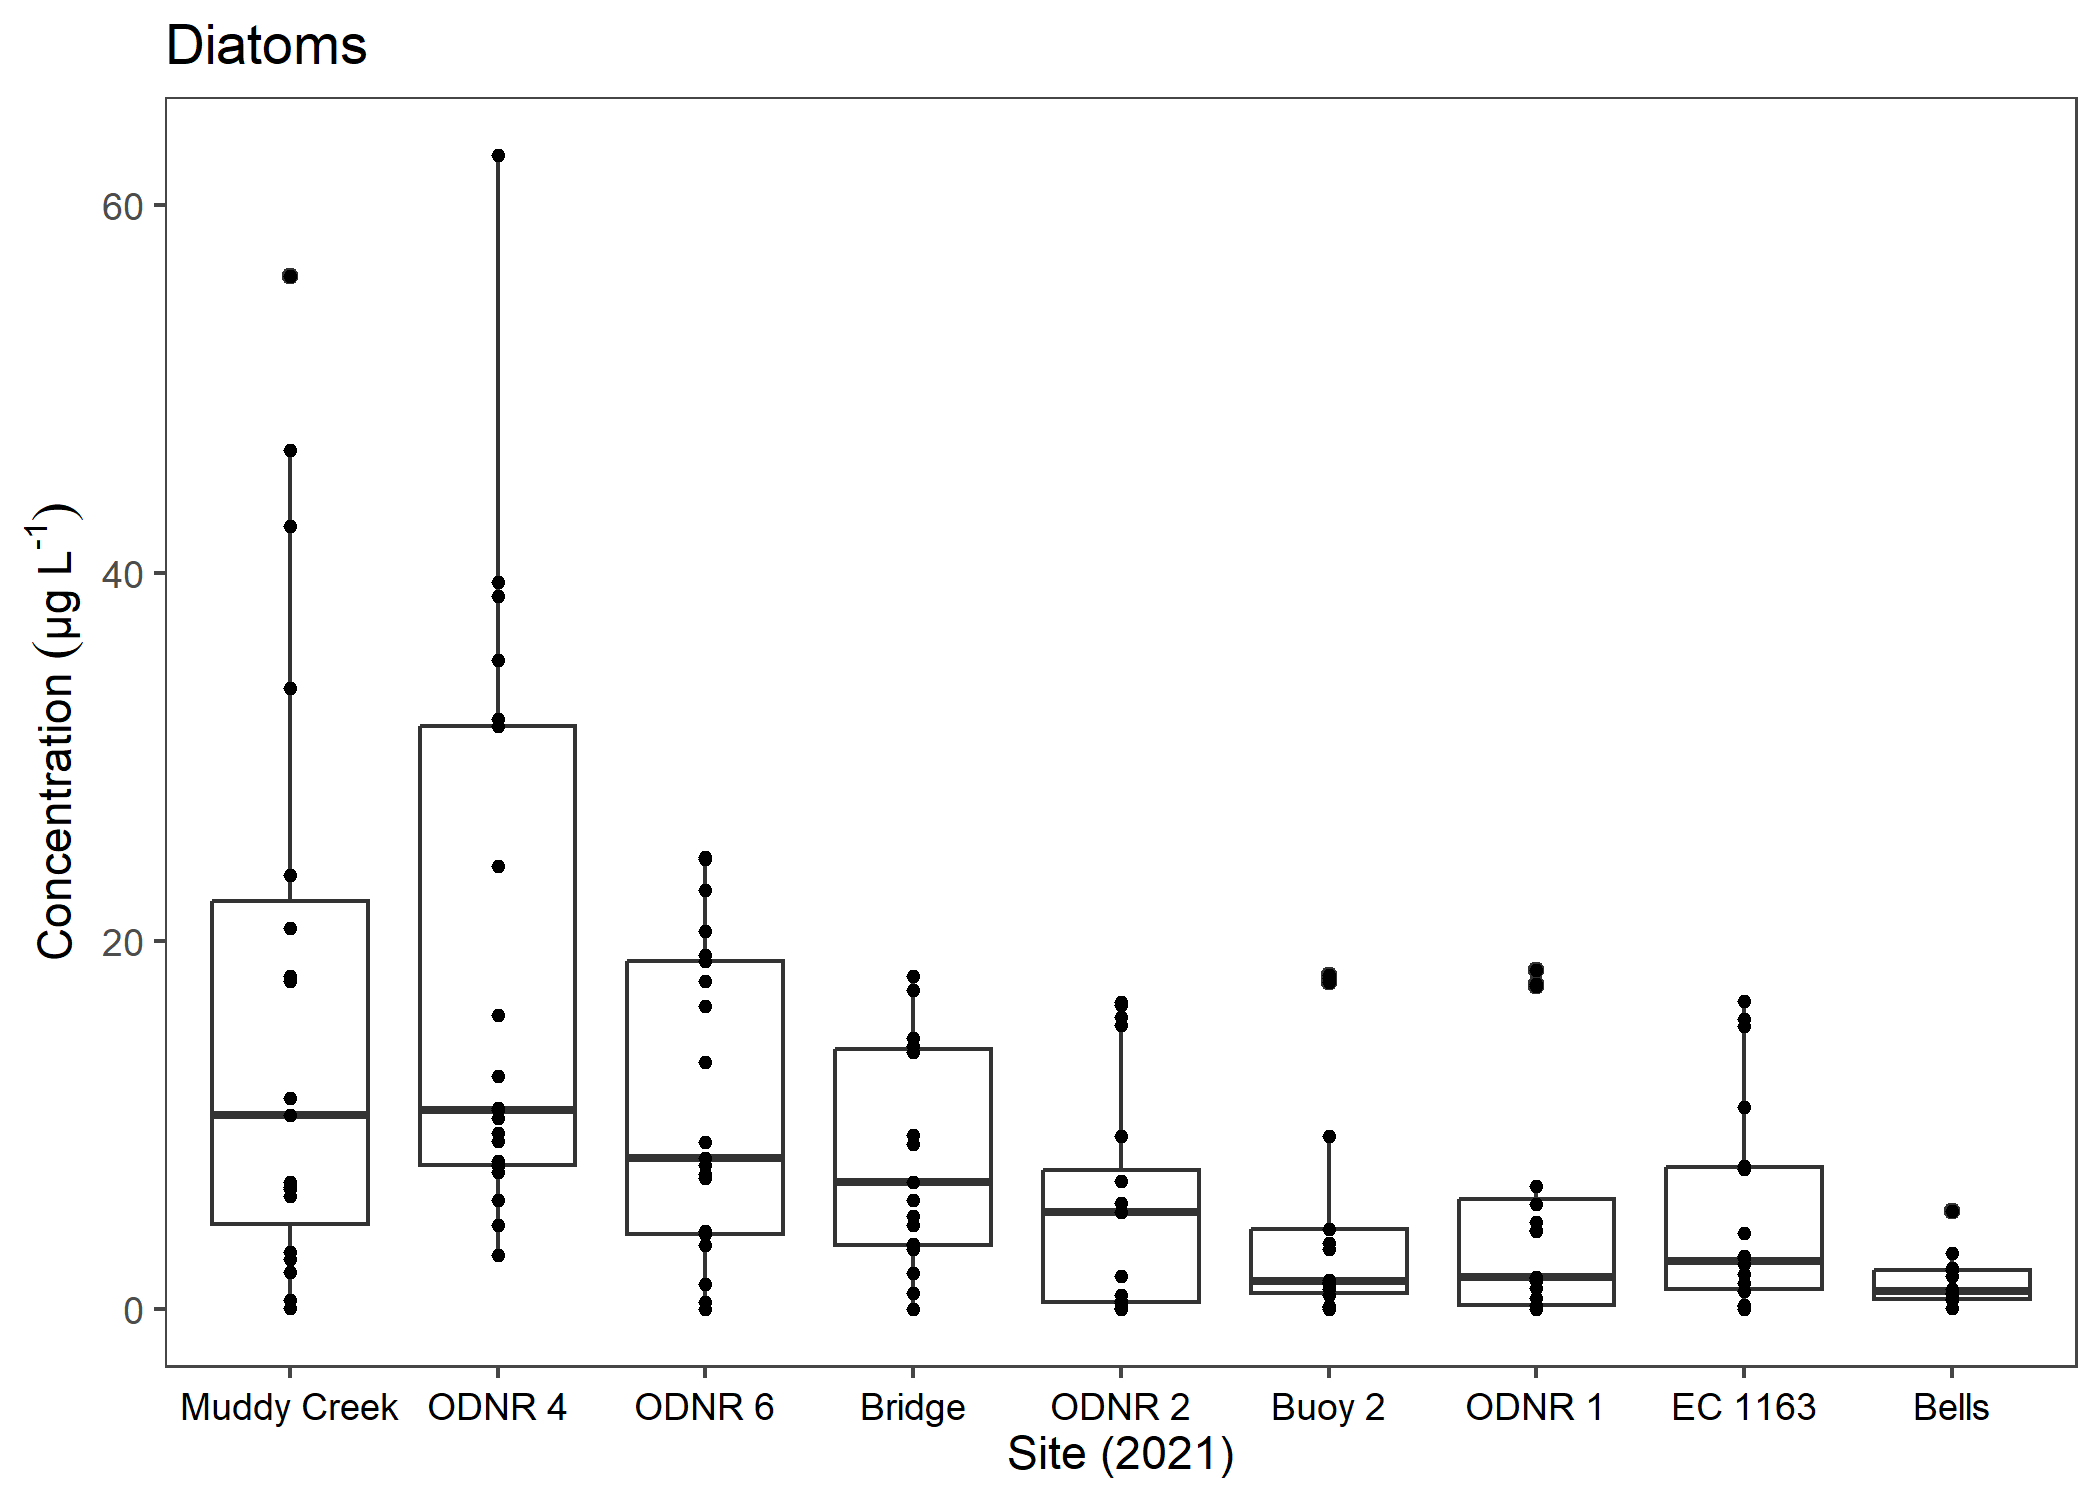 Diatoms
Concentration (µg L⁻¹)
60
40
20
0
Muddy Creek ODNR 4 ODNR 6 Bridge ODNR 2 Buoy 2 ODNR 1 EC 1163 Bells
Site (2021)